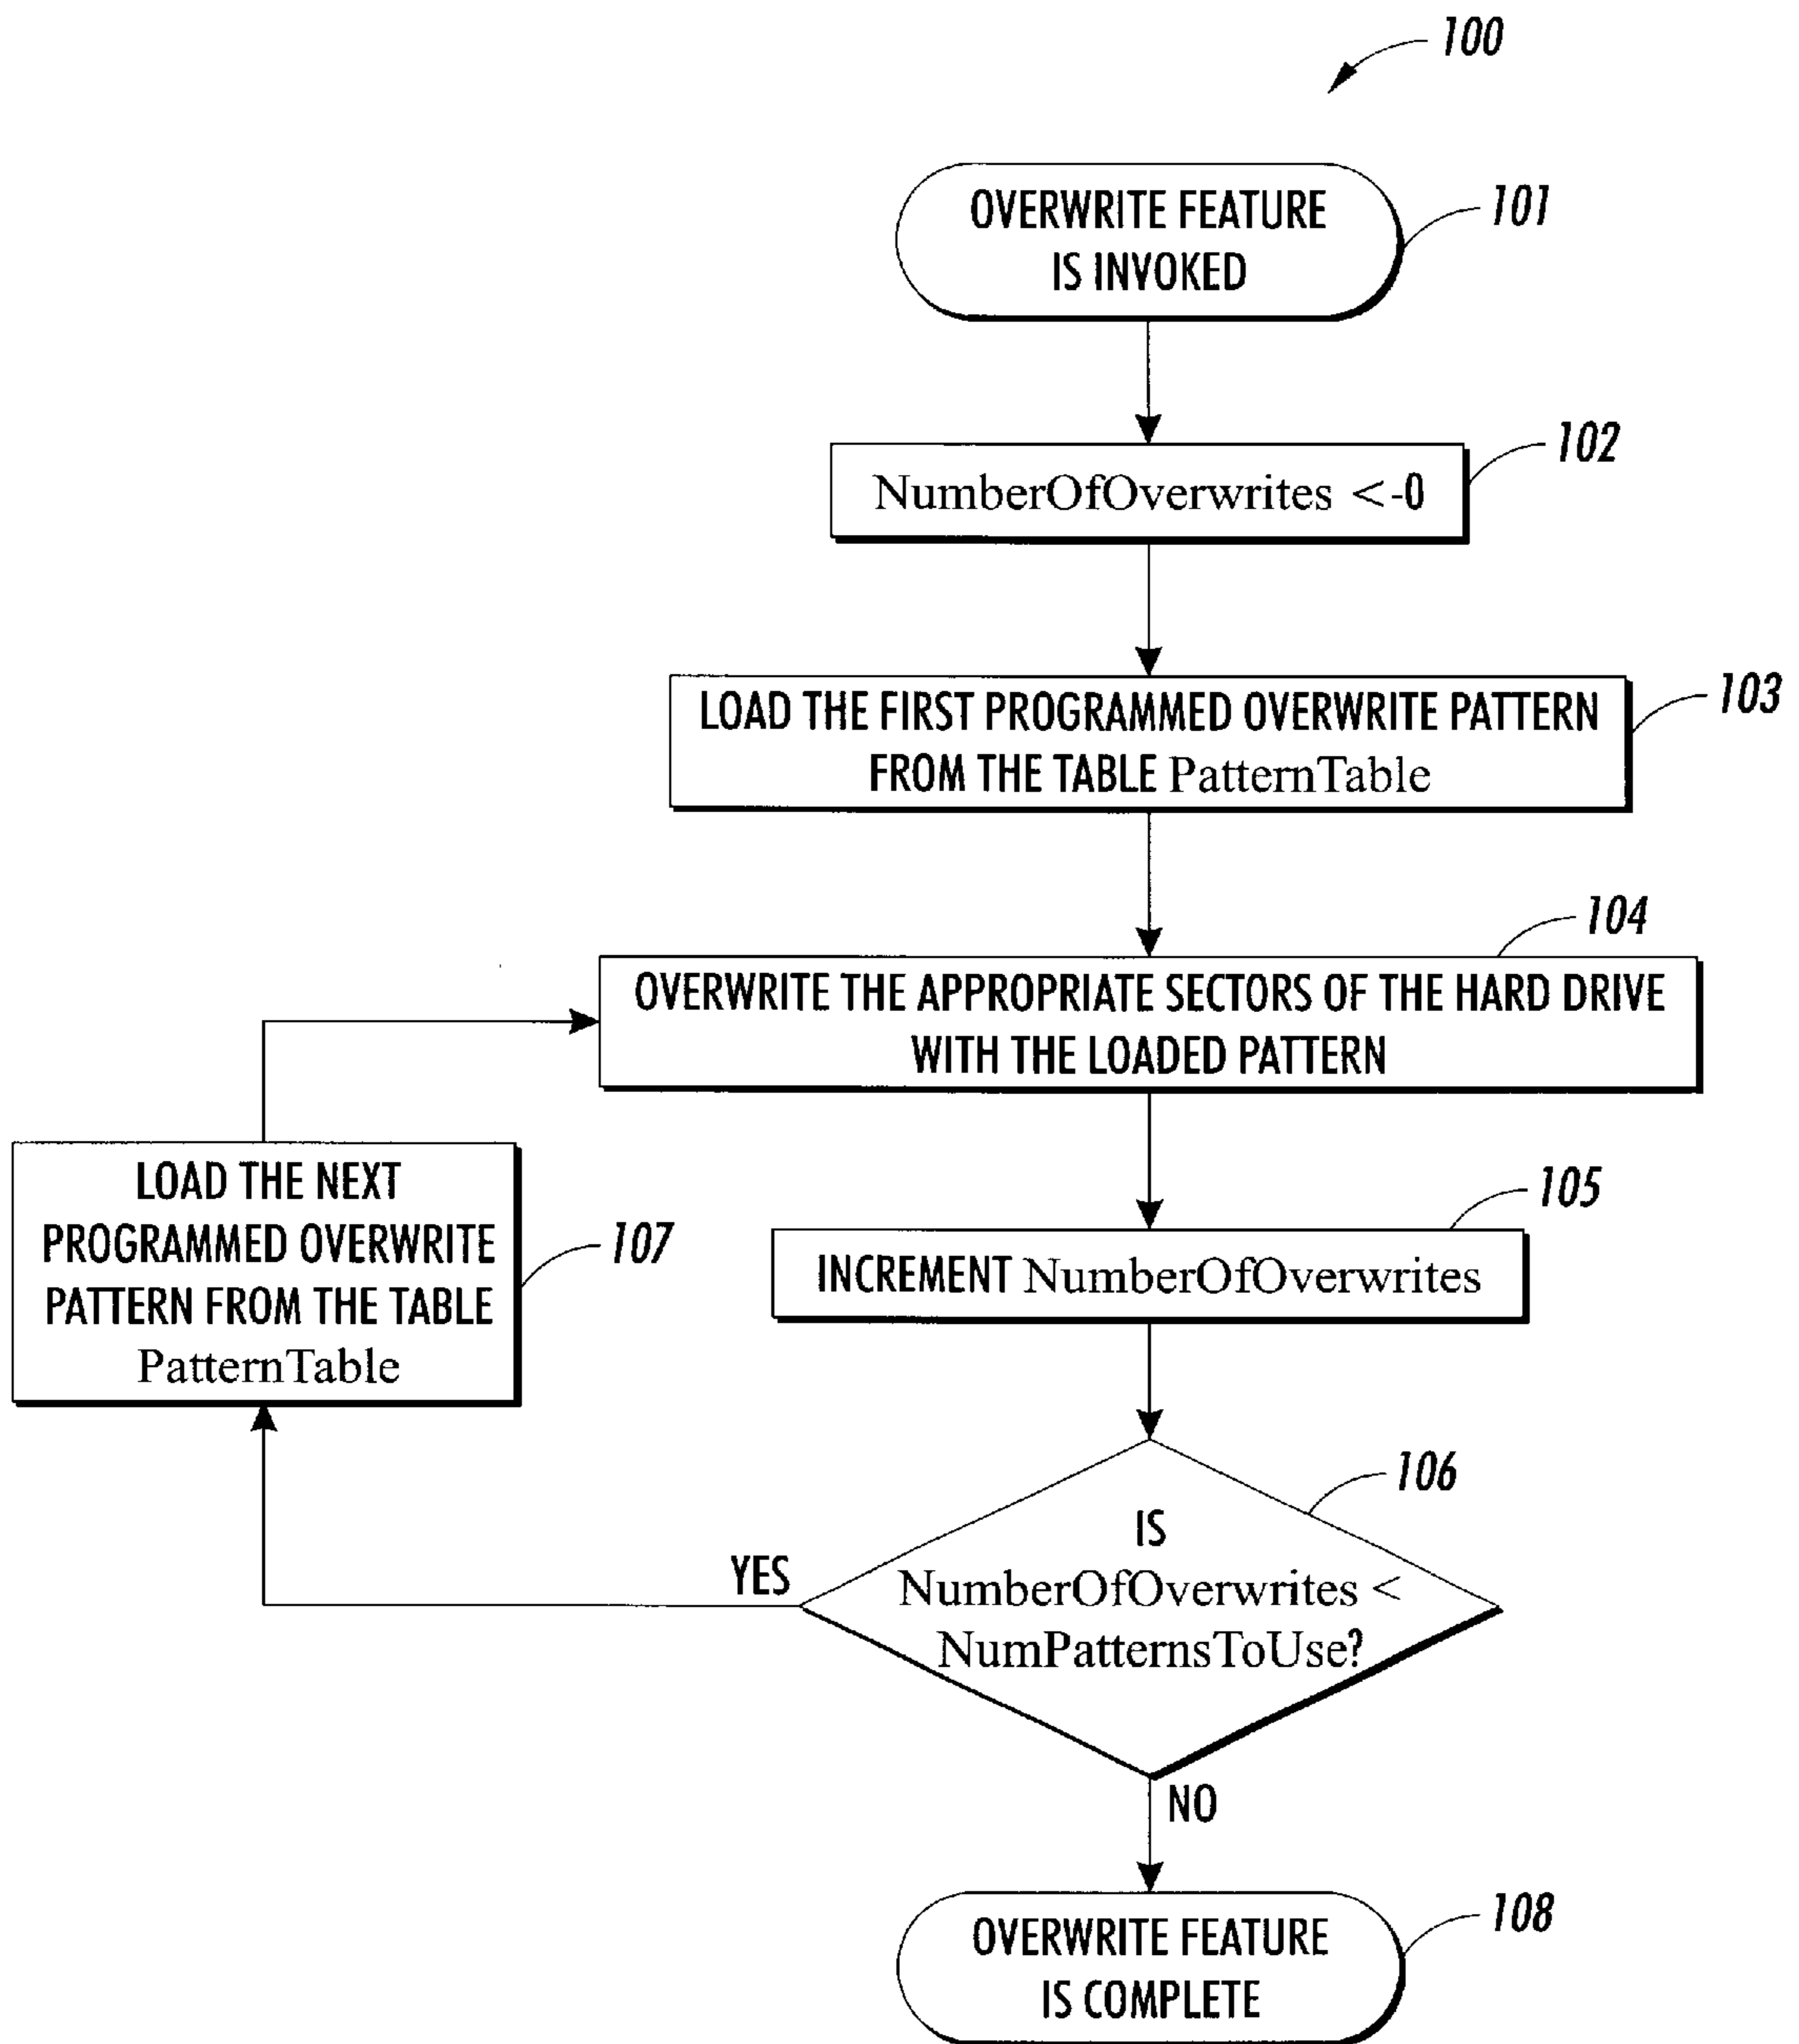 100
OVERWRITE FEATURE
IS INVOKED
101
NumberOfOverwrites <-0
102
LOAD THE FIRST PROGRAMMED OVERWRITE PATTERN
FROM THE TABLE PatternTable
103
104
OVERWRITE THE APPROPRIATE SECTORS OF THE HARD DRIVE
WITH THE LOADED PATTERN
105
INCREMENT NumberOfOverwrites
LOAD THE NEXT
PROGRAMMED OVERWRITE
PATTERN FROM THE TABLE
PatternTable
107
106
IS
NumberOfOverwrites <
NumPatternsToUse?
YES
NO
OVERWRITE FEATURE
IS COMPLETE
108